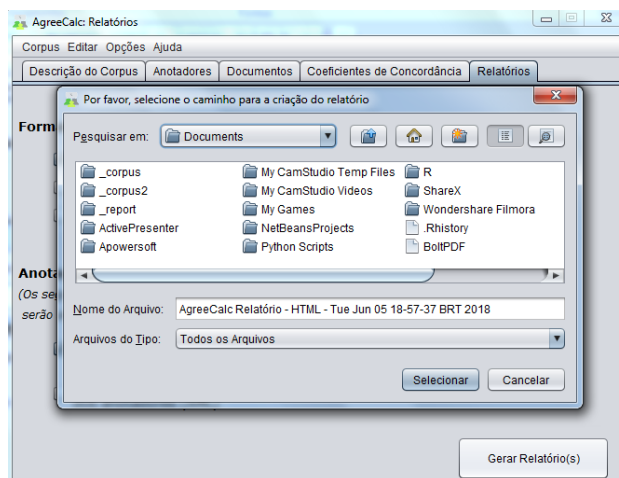 AgreeCalc: Relatórios
Corpus Editar Opções Ajuda
Descrição do Corpus Anotadores Documentos Coeficientes de Concordância Relatórios
Por favor, selecione o caminho para a criação do relatório
Form
Pesquisar em: Documents
_corpus My CamStudio Temp Files R
_corpus2 My CamStudio Videos ShareX
_report My Games Wondershare Filmora
ActivePresenter NetBeansProjects .Rhistory
Apowersoft Python Scripts BoltPDF
Anota
(Os se
serão
Nome do Arquivo: AgreeCalc Relatório - HTML - Tue Jun 05 18-57-37 BRT 2018
Arquivos do Tipo: Todos os Arquivos
Selecionar Cancelar
Gerar Relatório(s)